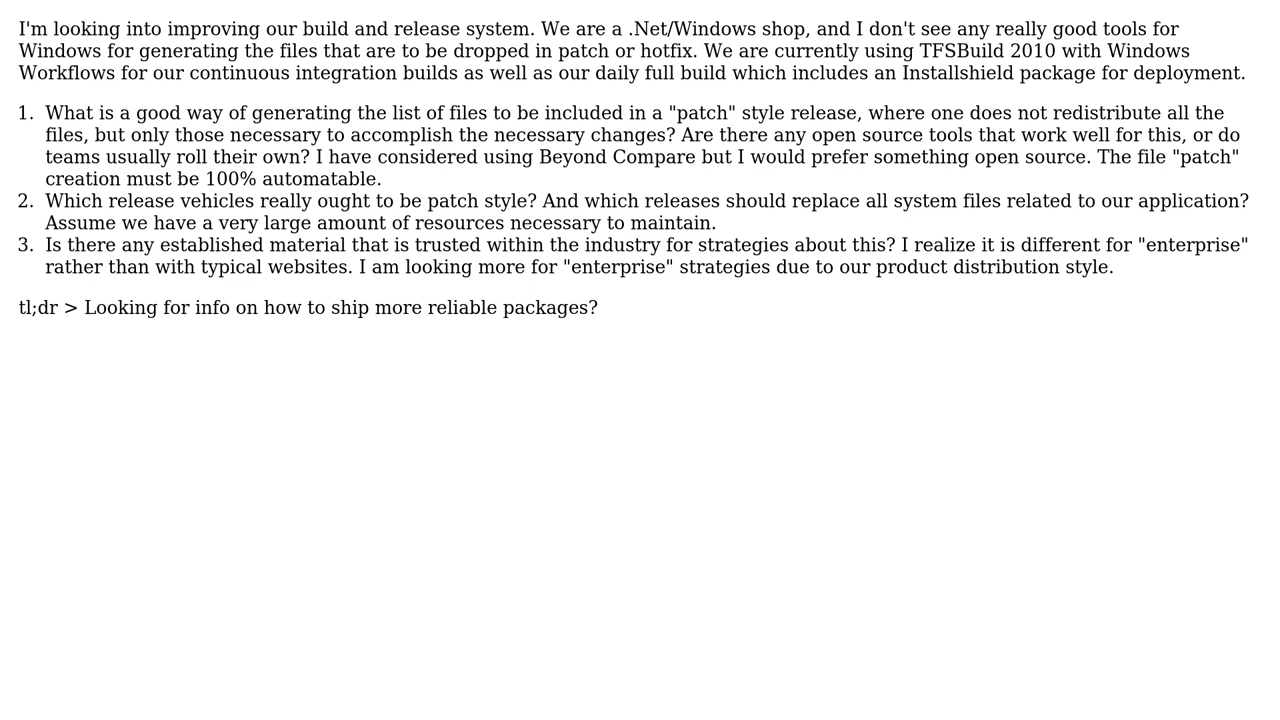 I'm looking into improving our build and release system. We are a .Net/Windows shop, and I don't see any really good tools for
Windows for generating the files that are to be dropped in patch or hotfix. We are currently using TFSBuild 2010 with Windows
Workflows for our continuous integration builds as well as our daily full build which includes an Installshield package for deployment.
1. What is a good way of generating the list of files to be included in a "patch" style release, where one does not redistribute all the
files, but only those necessary to accomplish the necessary changes? Are there any open source tools that work well for this, or do
teams usually roll their own? I have considered using Beyond Compare but I would prefer something open source. The file "patch"
creation must be 100% automatable.
2. Which release vehicles really ought to be patch style? And which releases should replace all system files related to our application?
Assume we have a very large amount of resources necessary to maintain.
3. Is there any established material that is trusted within the industry for strategies about this? I realize it is different for "enterprise"
rather than with typical websites. I am looking more for "enterprise" strategies due to our product distribution style.
tl;dr > Looking for info on how to ship more reliable packages?